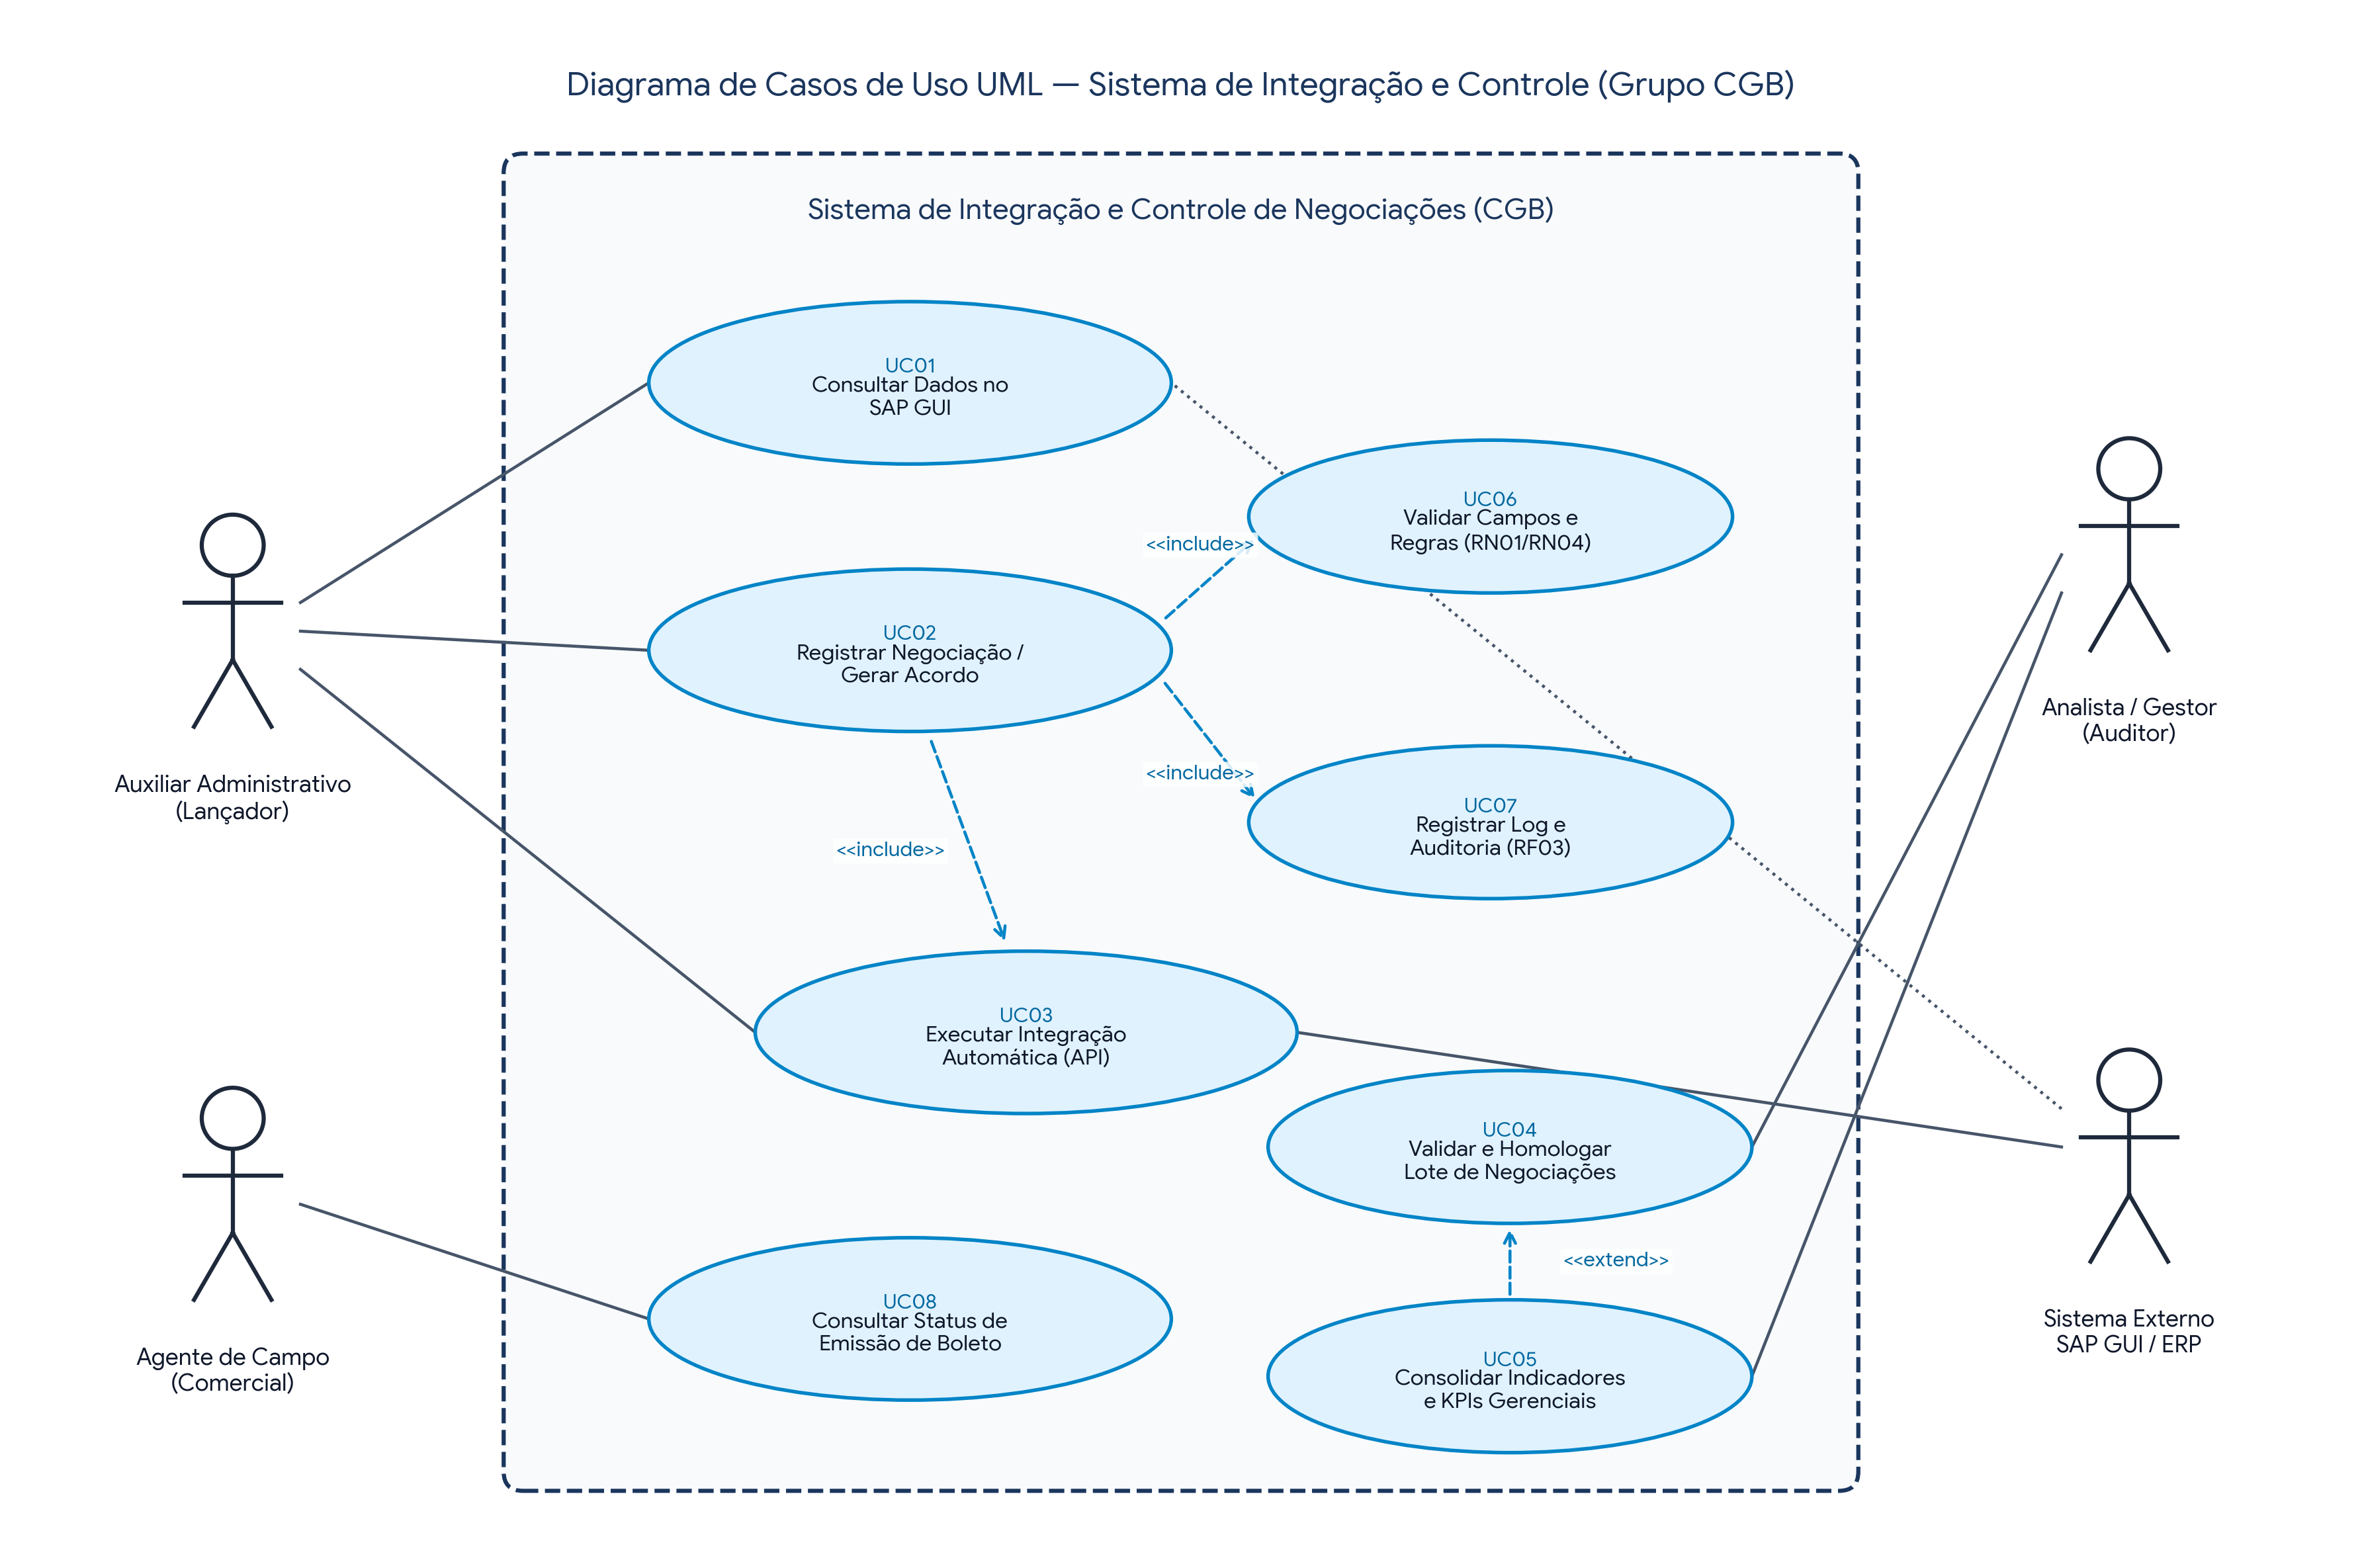 Diagrama de Casos de Uso UML — Sistema de Integração e Controle (Grupo CGB)
Sistema de Integração e Controle de Negociações (CGB)
UC01
Consultar Dados no
SAP GUI
UC06
Validar Campos e
Regras (RN01/RN04)
<<include>>
UC02
Registrar Negociação /
Gerar Acordo
Analista / Gestor
(Auditor)
Auxiliar Administrativo
(Lançador)
<<include>>
UC07
Registrar Log e
Auditoria (RF03)
<<include>>
UC03
Executar Integração
Automática (API)
UC04
Validar e Homologar
Lote de Negociações
<<extend>>
UC08
Consultar Status de
Emissão de Boleto
Sistema Externo
SAP GUI / ERP
Agente de Campo
(Comercial)
UC05
Consolidar Indicadores
e KPIs Gerenciais